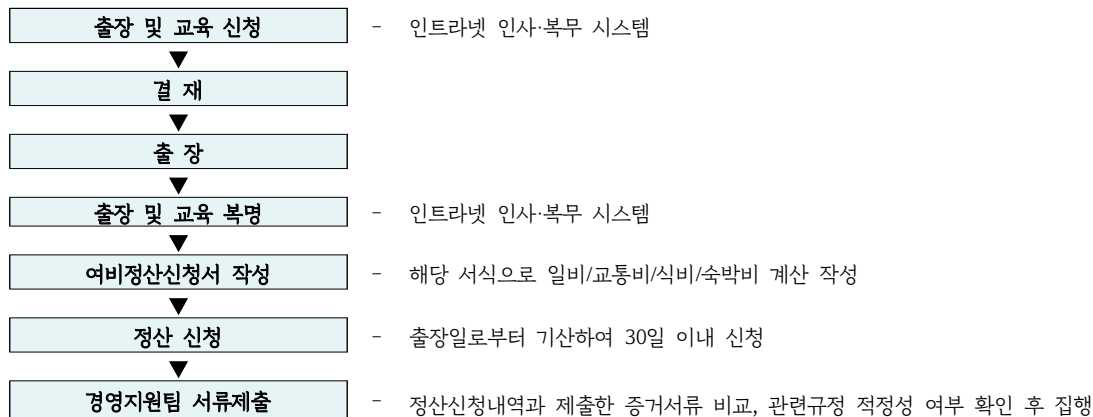 출장 및 교육 신청 - 인트라넷 인사·복무 시스템
▼
결 재
▼
출 장
▼
출장 및 교육 복명 - 인트라넷 인사·복무 시스템
▼
여비정산신청서 작성 - 해당 서식으로 일비/교통비/식비/숙박비 계산 작성
▼
정산 신청 - 출장일로부터 기산하여 30일 이내 신청
▼
경영지원팀 서류제출 - 정산신청내역과 제출한 증거서류 비교, 관련규정 적정성 여부 확인 후 집행